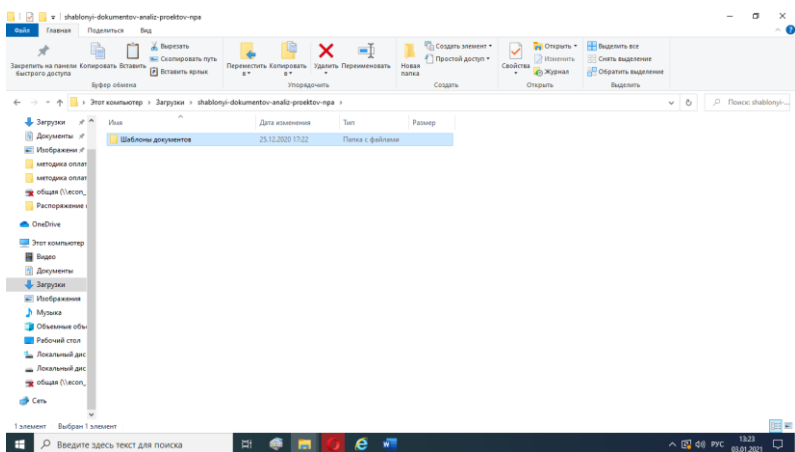 shablonyi-dokumentov-analiz-proektov-npa
Файл Главная Поделиться Вид
Закрепить на панели быстрого доступа
Копировать
Вставить
Вырезать
Скопировать путь
Вставить ярлык
Переместить в
Копировать в
Удалить
Переименовать
Новая папка
Создать элемент
Простой доступ
Свойства
Открыть
Изменить
Журнал
Выделить все
Снять выделение
Обратить выделение
Буфер обмена Упорядочить Создать Открыть Выделить
Этот компьютер › Загрузки › shablonyi-dokumentov-analiz-proektov-npa ›
Поиск: shablonyi-...
Имя Дата изменения Тип Размер
Шаблоны документов 25.12.2020 17:22 Папка с файлами
Загрузки
Документы
Изображени
методика оплат
методика оплат
общая (\\econ_
Распоряжение
OneDrive
Этот компьютер
Видео
Документы
Загрузки
Изображения
Музыка
Объемные объ
Рабочий стол
Локальный дис
Локальный дис
общая (\\econ_
Сеть
1 элемент Выбран 1 элемент
Введите здесь текст для поиска
РУС
13:23
03.01.2021